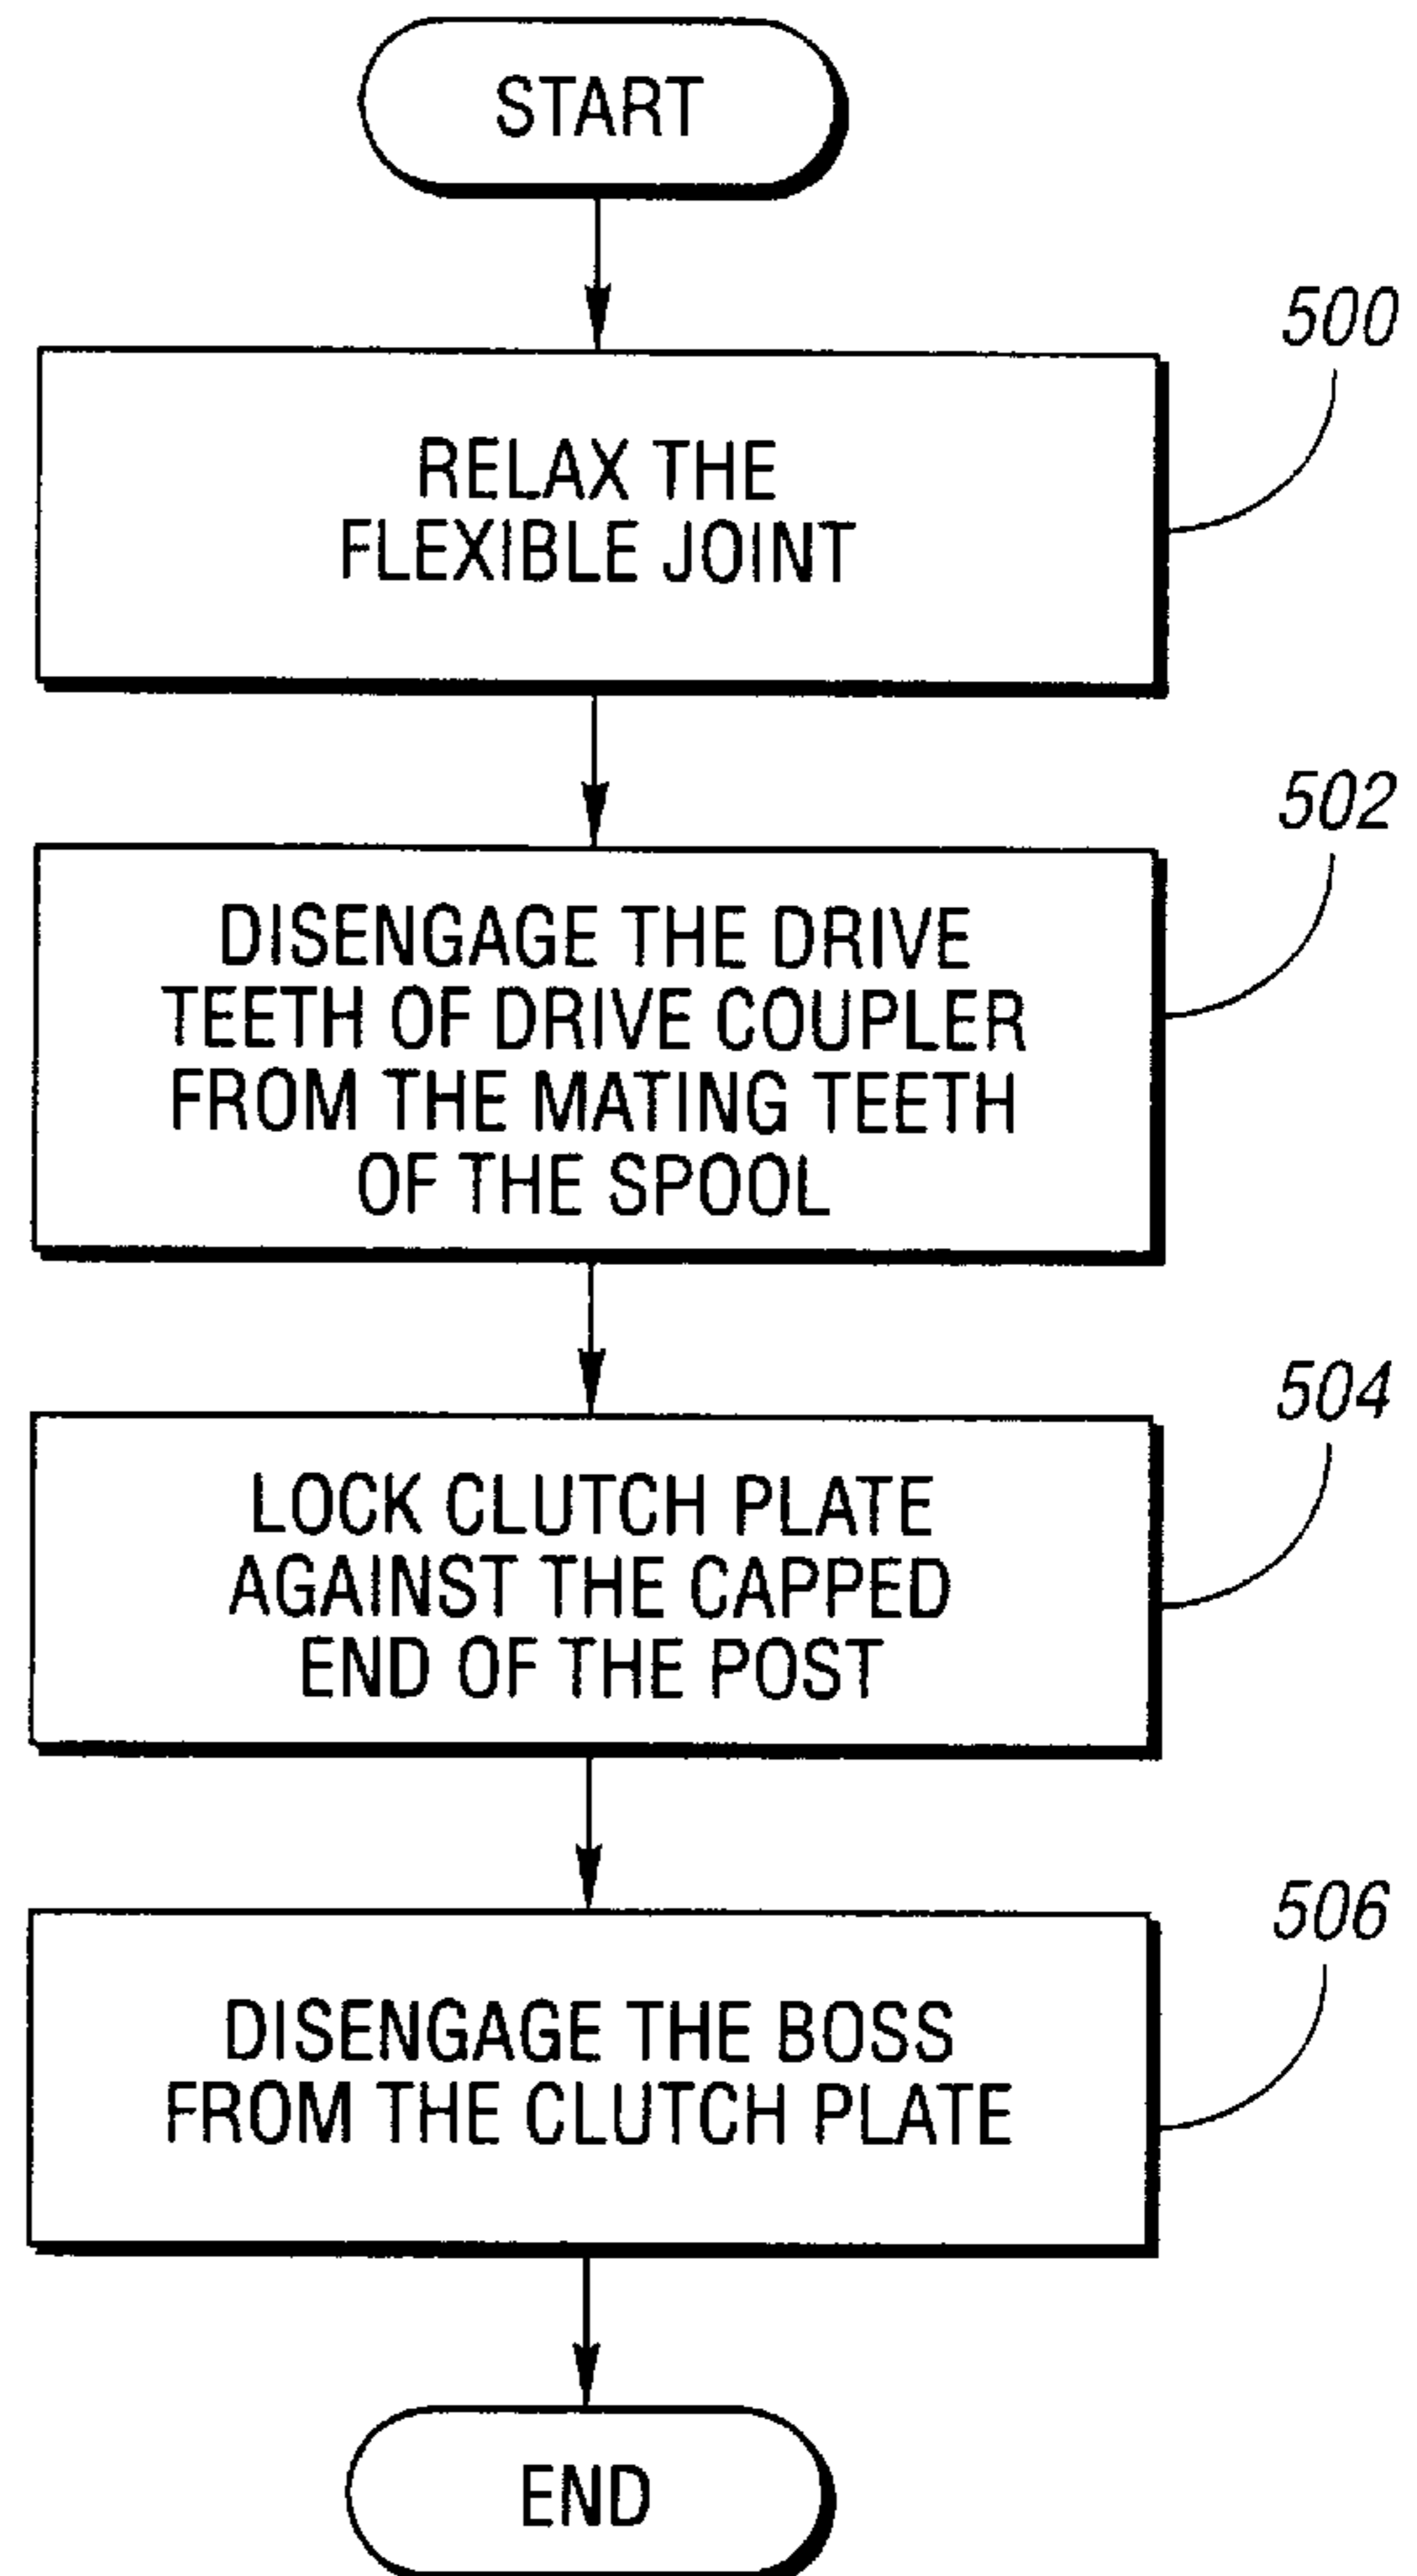 START
500
RELAX THE
FLEXIBLE JOINT
502
DISENGAGE THE DRIVE
TEETH OF DRIVE COUPLER
FROM THE MATING TEETH
OF THE SPOOL
504
LOCK CLUTCH PLATE
AGAINST THE CAPPED
END OF THE POST
506
DISENGAGE THE BOSS
FROM THE CLUTCH PLATE
END